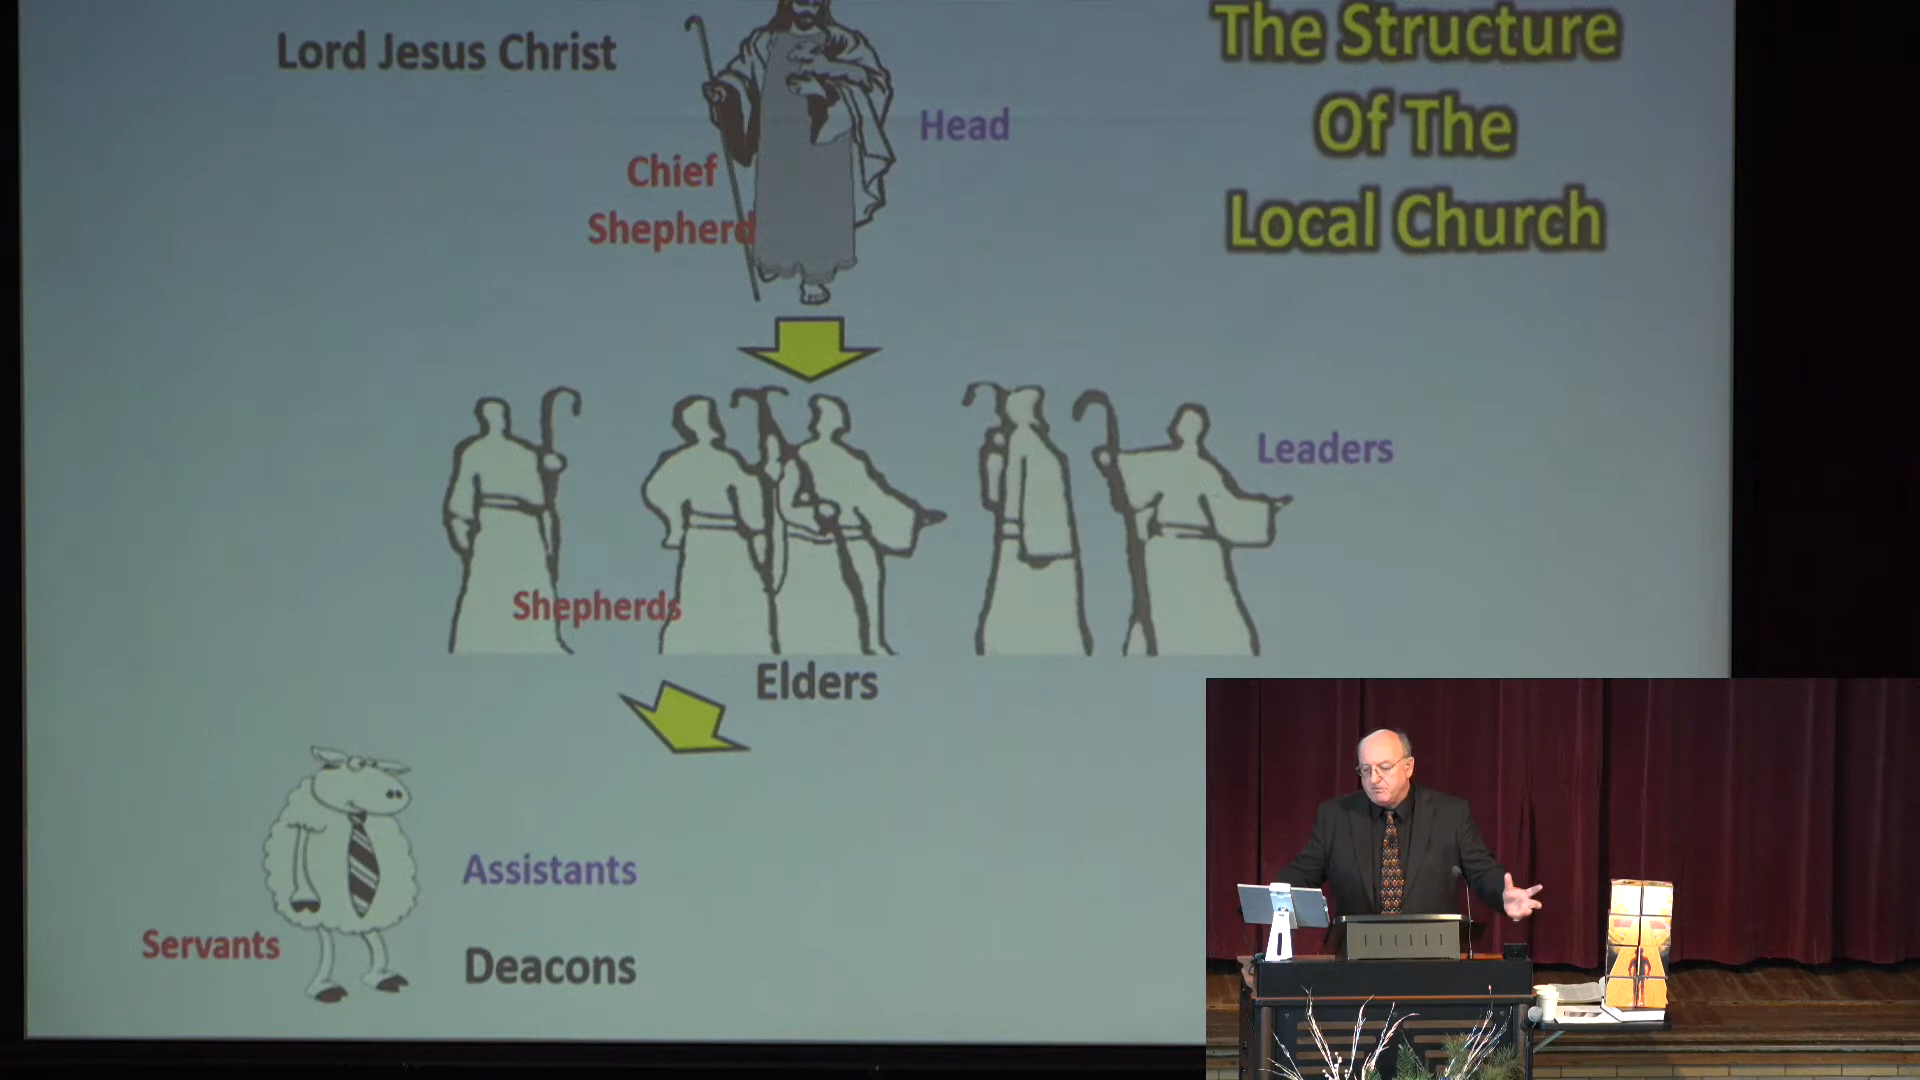 Lord Jesus Christ
The Structure
Of The
Local Church
Head
Chief
Shepherd
Leaders
Shepherds
Elders
Assistants
Servants
Deacons